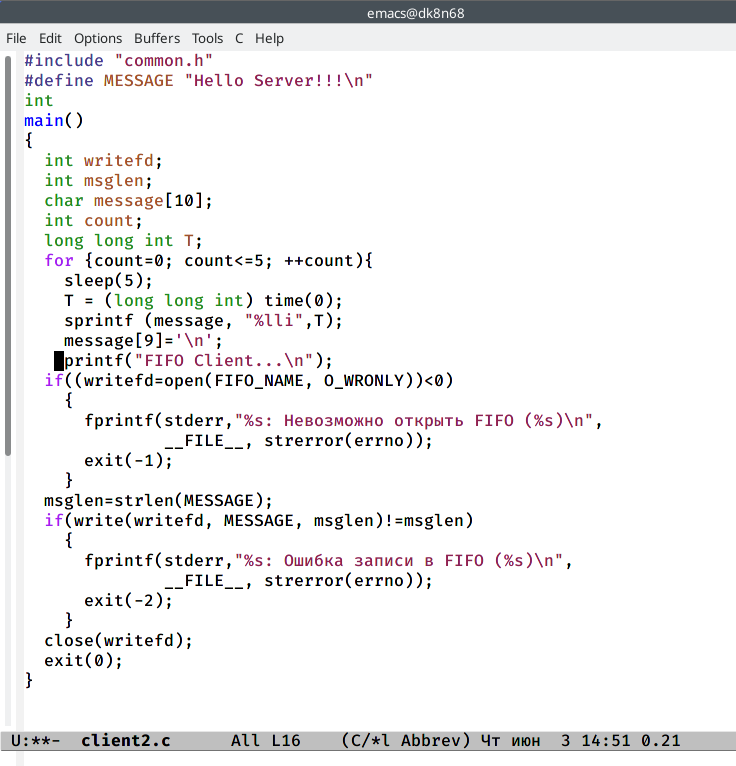 emacs@dk8n68
File Edit Options Buffers Tools C Help
#include "common.h"
#define MESSAGE "Hello Server!!!\n"
int
main()
{
  int writefd;
  int msglen;
  char message[10];
  int count;
  long long int T;
  for {count=0; count<=5; ++count){
    sleep(5);
    T = (long long int) time(0);
    sprintf (message, "%lli",T);
    message[9]='\n';
    printf("FIFO Client...\n");
  if((writefd=open(FIFO_NAME, O_WRONLY))<0)
    {
      fprintf(stderr,"%s: Невозможно открыть FIFO (%s)\n",
              __FILE__, strerror(errno));
      exit(-1);
    }
  msglen=strlen(MESSAGE);
  if(write(writefd, MESSAGE, msglen)!=msglen)
    {
      fprintf(stderr,"%s: Ошибка записи в FIFO (%s)\n",
              __FILE__, strerror(errno));
      exit(-2);
    }
  close(writefd);
  exit(0);
}
U:**- client2.c All L16 (C/*l Abbrev) Чт июн 3 14:51 0.21